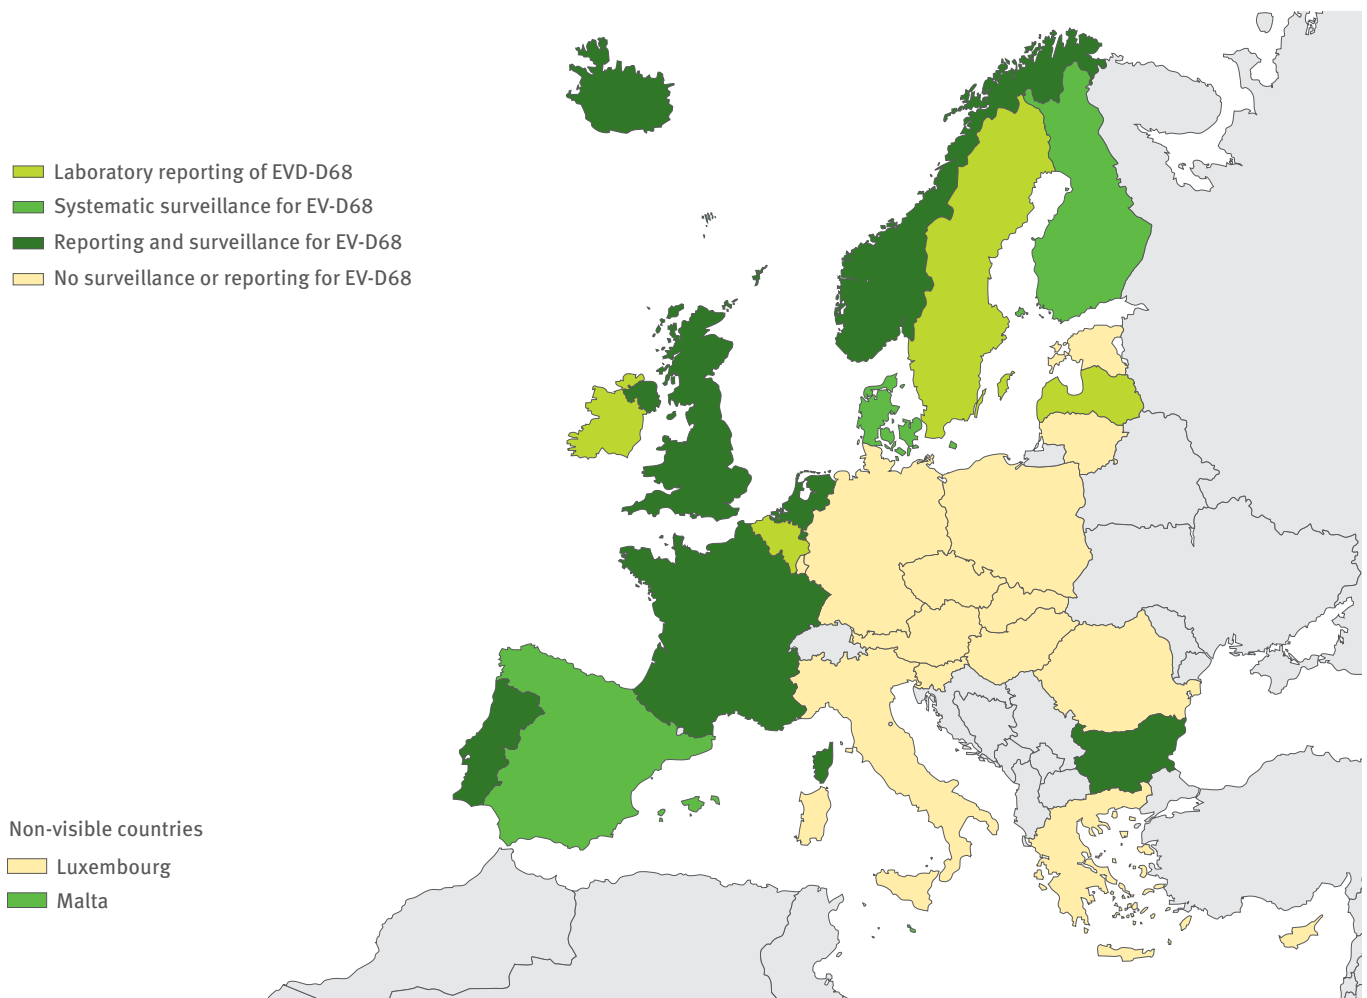 Laboratory reporting of EVD-D68
Systematic surveillance for EV-D68
Reporting and surveillance for EV-D68
No surveillance or reporting for EV-D68
Non-visible countries
Luxembourg
Malta